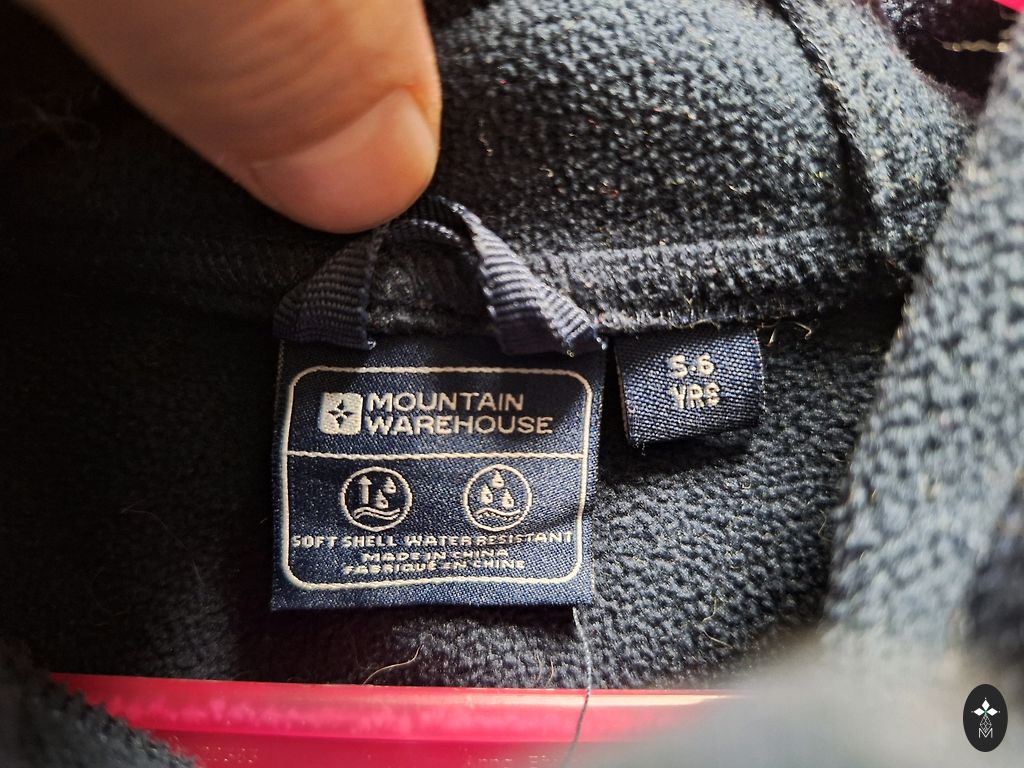 MOUNTAIN
WAREHOUSE
5-6
YRS
SOFT SHELL WATER RESISTANT
MADE IN CHINA
FABRIQUÉ EN CHINE
M